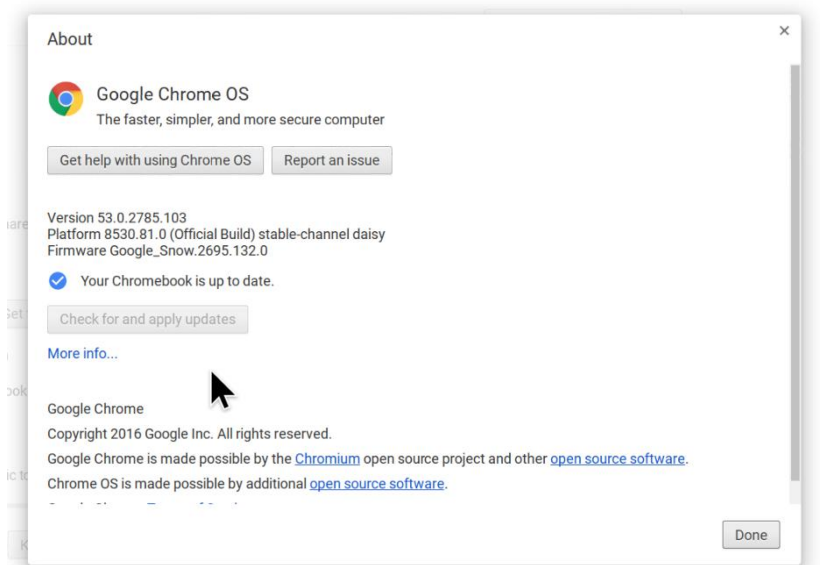 About
Google Chrome OS
The faster, simpler, and more secure computer
Get help with using Chrome OS Report an issue
Version 53.0.2785.103
Platform 8530.81.0 (Official Build) stable-channel daisy
Firmware Google_Snow.2695.132.0
Your Chromebook is up to date.
Check for and apply updates
More info...
Google Chrome
Copyright 2016 Google Inc. All rights reserved.
Google Chrome is made possible by the Chromium open source project and other open source software.
Chrome OS is made possible by additional open source software.
Done